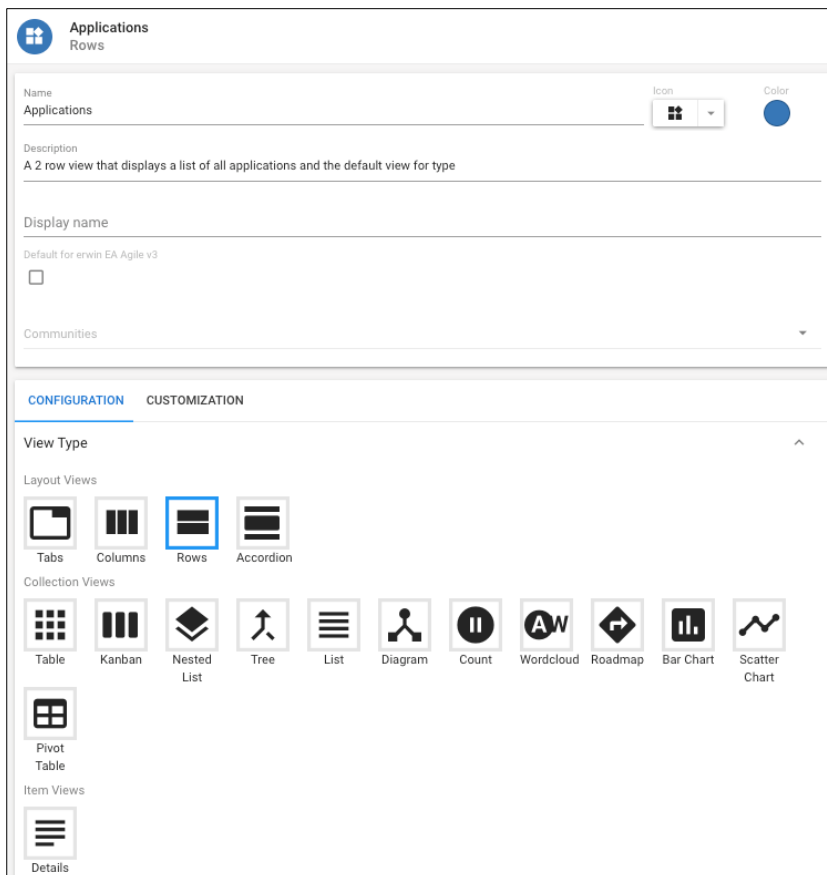 Applications
Rows
Name
Icon
Color
Applications
Description
A 2 row view that displays a list of all applications and the default view for type
Display name
Default for erwin EA Agile v3
Communities
CONFIGURATION CUSTOMIZATION
View Type
Layout Views
Tabs Columns Rows Accordion
Collection Views
AW
Table Kanban Nested List Tree List Diagram Count Wordcloud Roadmap Bar Chart Scatter Chart
Pivot Table
Item Views
Details